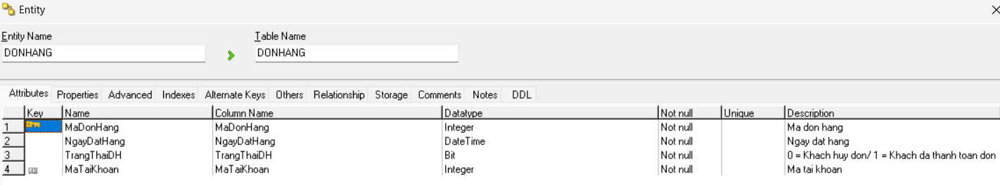 Entity
Entity Name Table Name
DONHANG DONHANG
Attributes Properties Advanced Indexes Alternate Keys Others Relationship Storage Comments Notes DDL
Key Name Column Name Datatype Not null Unique Description
1 MaDonHang MaDonHang Integer Not null Ma don hang
2 NgayDatHang NgayDatHang DateTime Not null Ngay dat hang
3 TrangThaiDH TrangThaiDH Bit Not null 0 = Khach huy don/ 1 = Khach da thanh toan don
4 MaTaiKhoan MaTaiKhoan Integer Not null Ma tai khoan